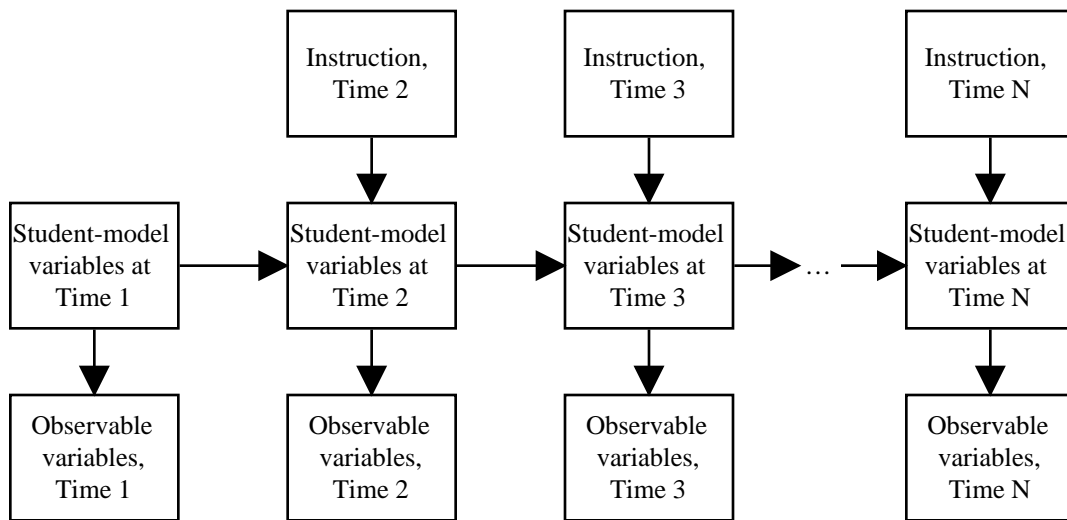 Instruction,
Time 2
Instruction,
Time 3
Instruction,
Time N
Student-model
variables at
Time 1
Student-model
variables at
Time 2
Student-model
variables at
Time 3
…
Student-model
variables at
Time N
Observable
variables,
Time 1
Observable
variables,
Time 2
Observable
variables,
Time 3
Observable
variables,
Time N